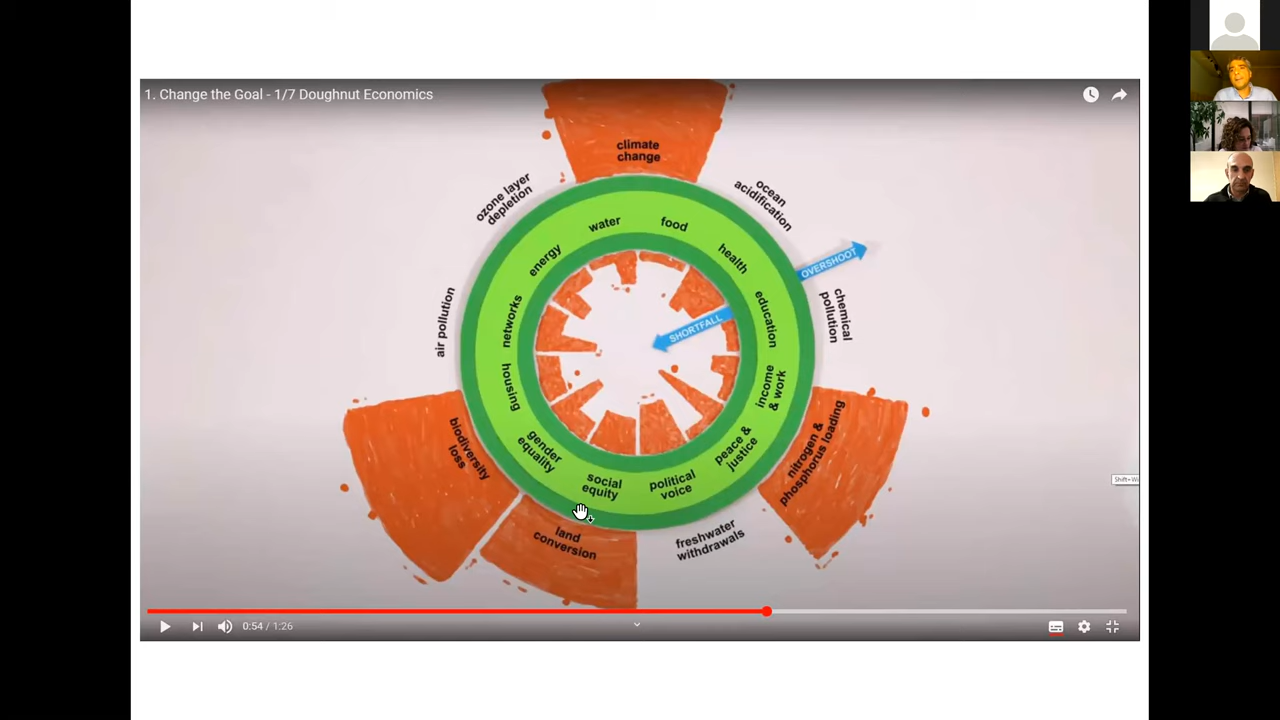 1. Change the Goal - 1/7 Doughnut Economics
climate
change
ozone layer
depletion
ocean
acidification
water
food
energy
health
OVERSHOOT
air pollution
networks
education
chemical
pollution
SHORTFALL
housing
income
& work
biodiversity
loss
gender
equality
social
equity
political
voice
peace &
justice
nitrogen &
phosphorus loading
land
conversion
freshwater
withdrawals
0:54 / 1:26